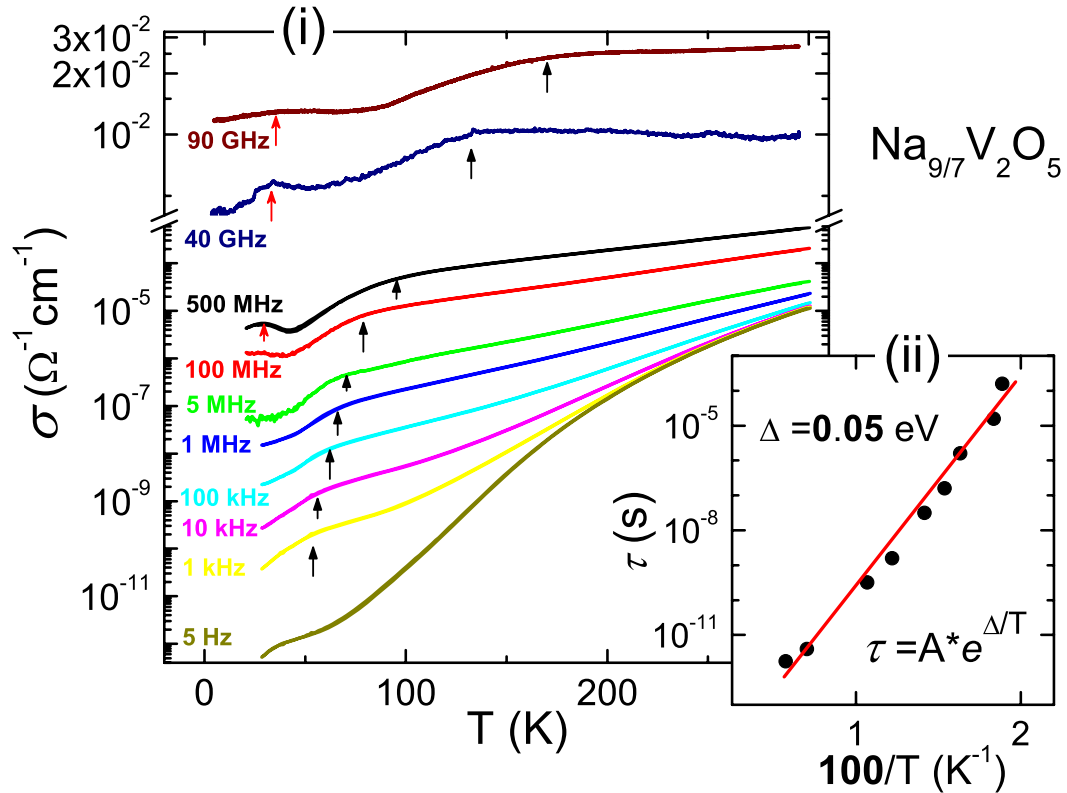 (i)
3x10⁻²
2x10⁻²
10⁻²
90 GHz
40 GHz
Na₉/₇V₂O₅
σ (Ω⁻¹cm⁻¹)
10⁻⁵
10⁻⁷
10⁻⁹
10⁻¹¹
500 MHz
100 MHz
5 MHz
1 MHz
100 kHz
10 kHz
1 kHz
5 Hz
0
100
200
T (K)
(ii)
Δ =0.05 eV
τ (s)
10⁻⁵
10⁻⁸
10⁻¹¹
τ =A*e^Δ/T
1
2
100/T (K⁻¹)